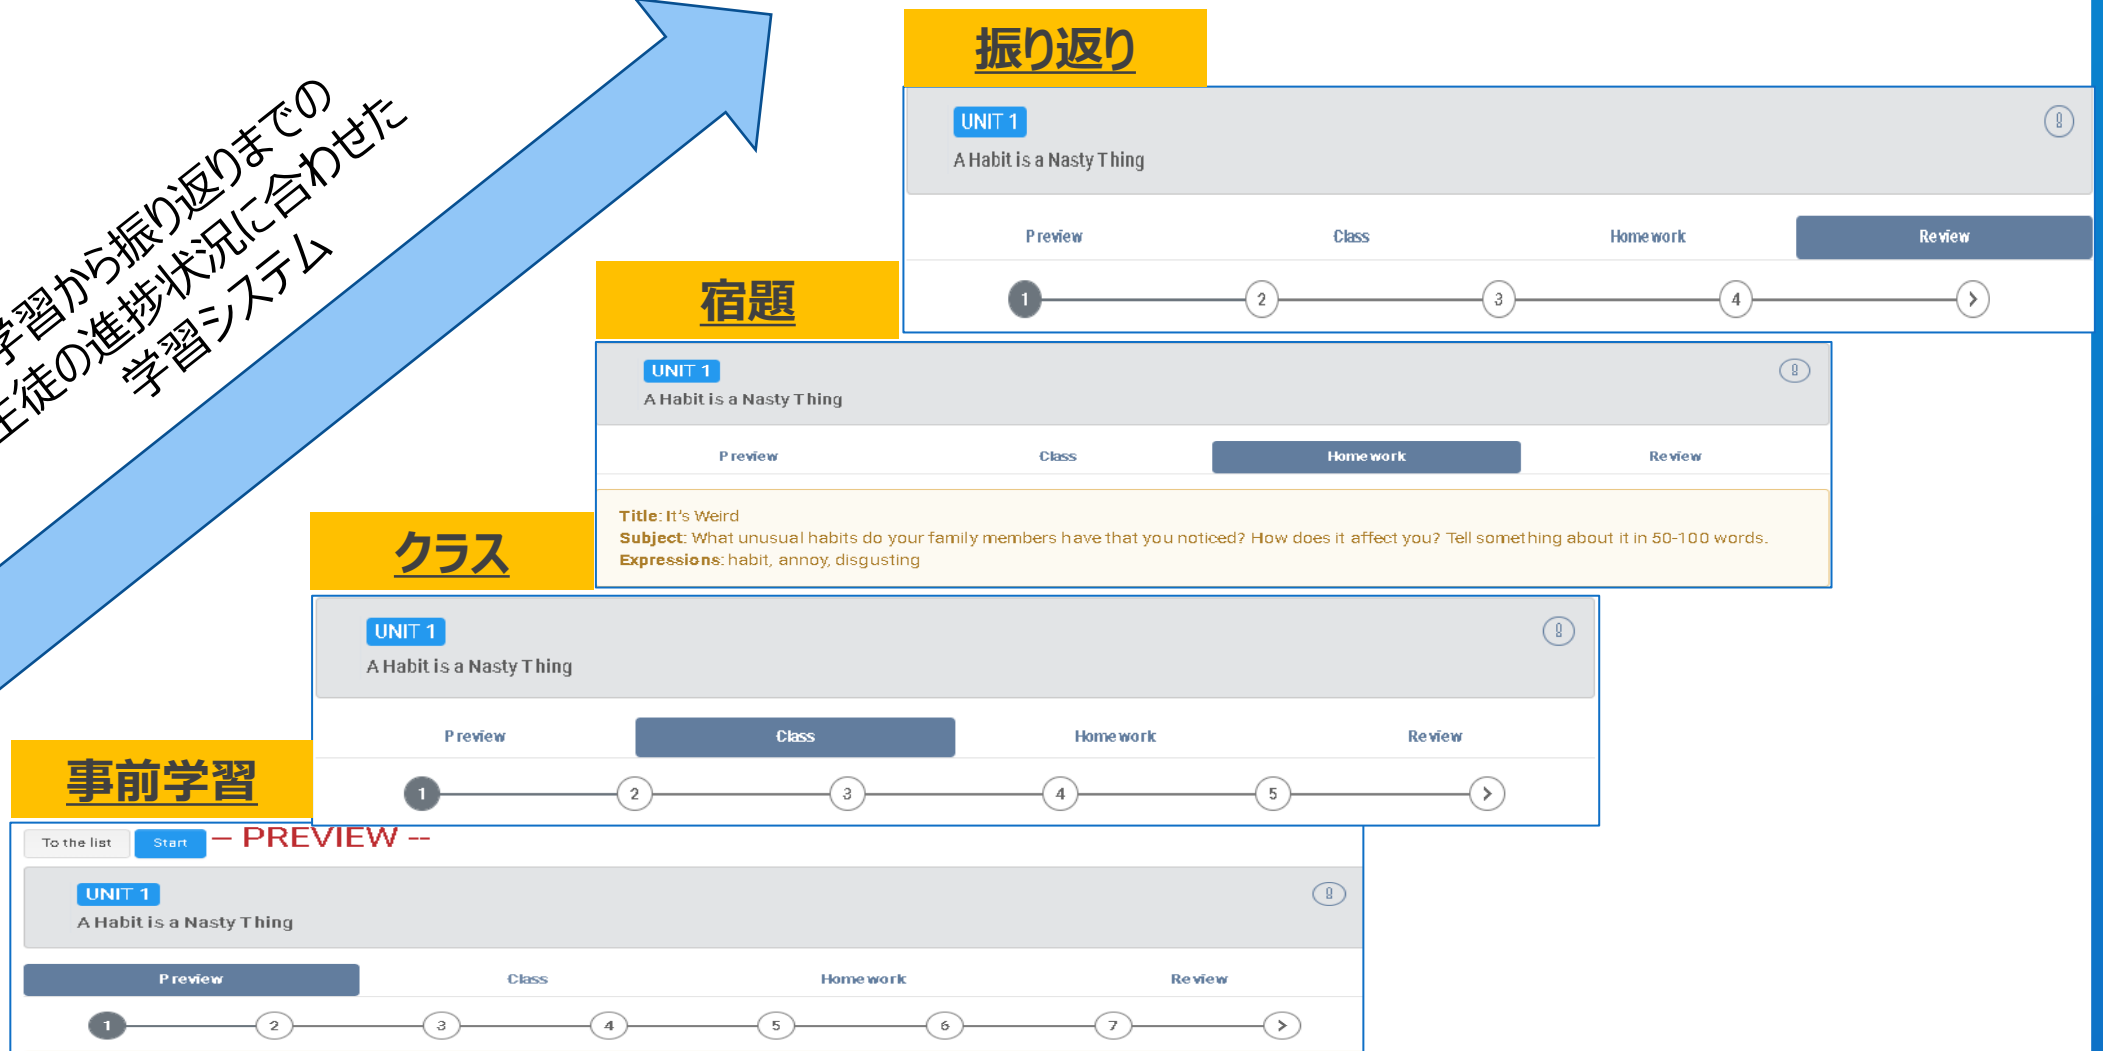 学習から振り返りまでの
生徒の進捗状況に合わせた
学習システム
振り返り
UNIT 1
A Habit is a Nasty Thing
Preview Class Homework Review
1 2 3 4 >
宿題
UNIT 1
A Habit is a Nasty Thing
Preview Class Homework Review
Title: It's Weird
Subject: What unusual habits do your family members have that you noticed? How does it affect you? Tell something about it in 50-100 words.
Expressions: habit, annoy, disgusting
クラス
UNIT 1
A Habit is a Nasty Thing
Preview Class Homework Review
1 2 3 4 5 >
事前学習
To the list Start -- PREVIEW --
UNIT 1
A Habit is a Nasty Thing
Preview Class Homework Review
1 2 3 4 5 6 7 >